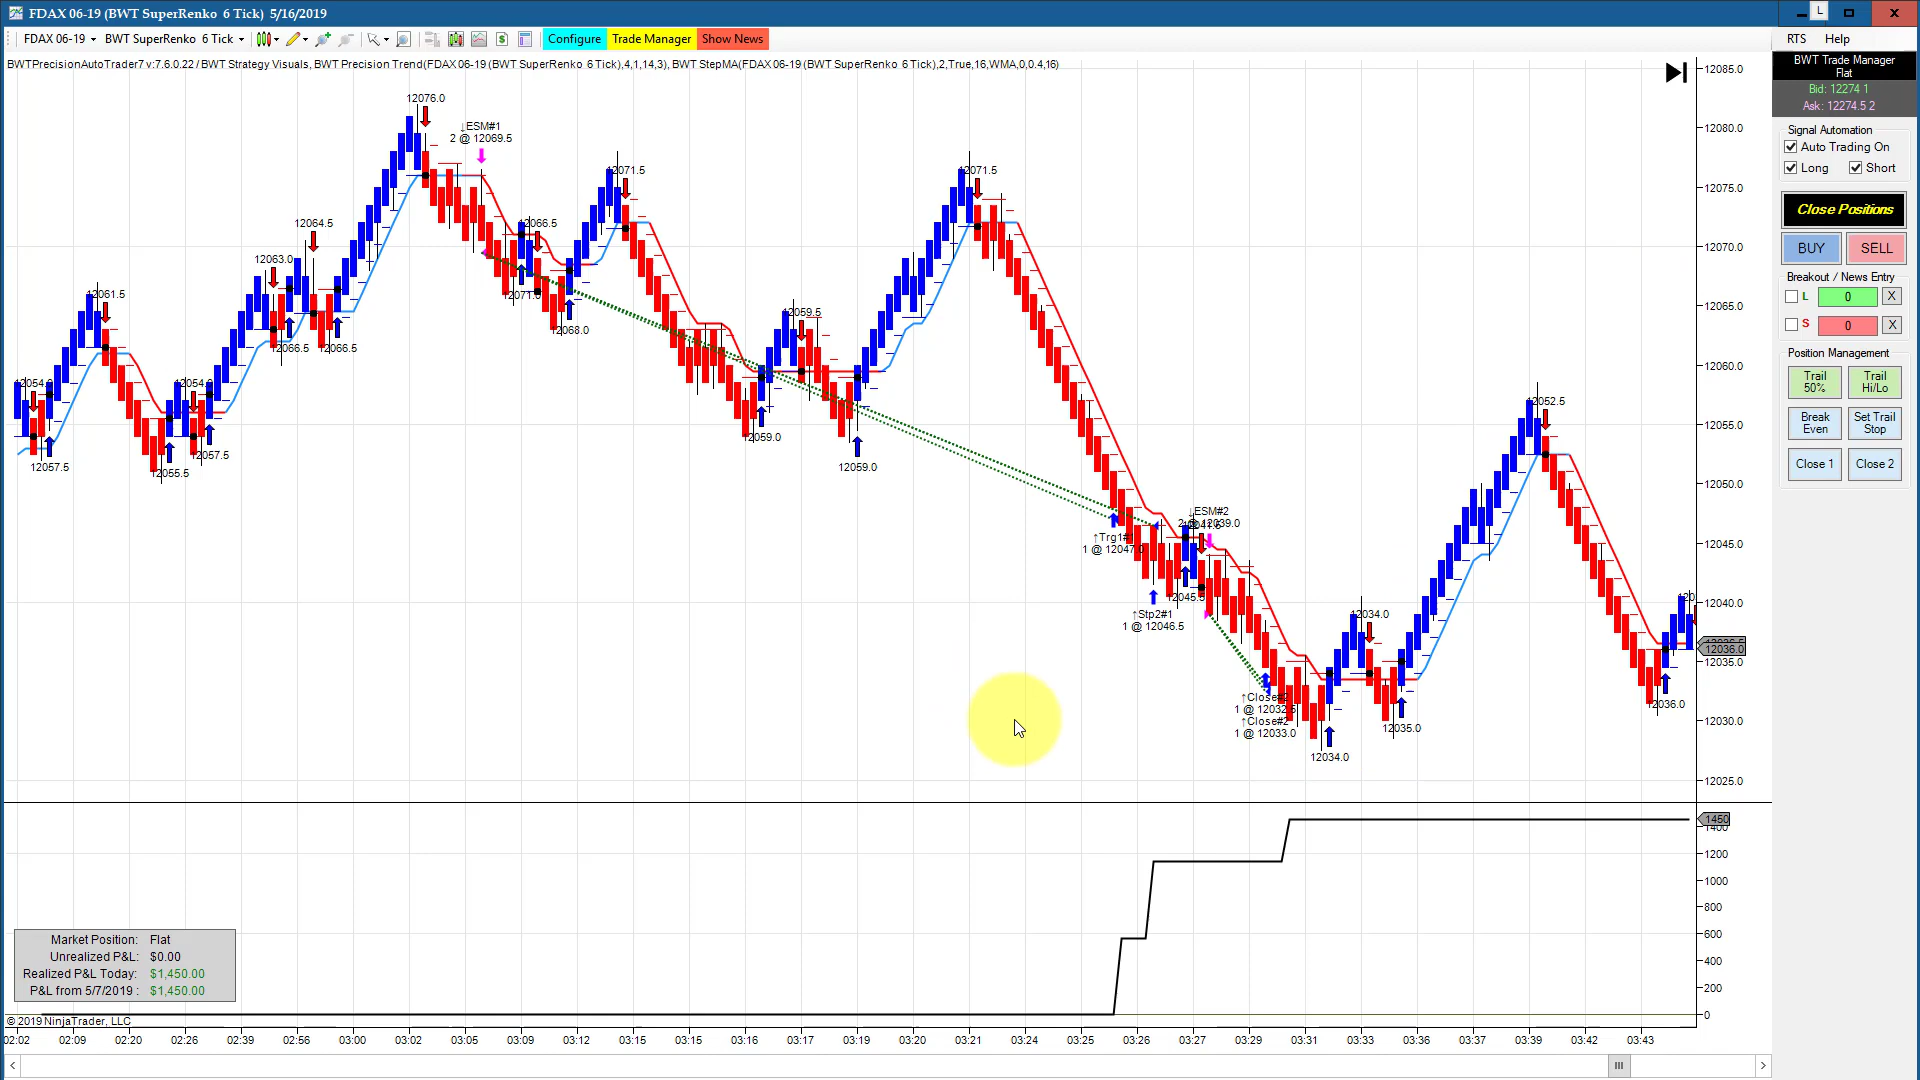 FDAX 06-19 (BWT SuperRenko 6 Tick) 5/16/2019
L
FDAX 06-19 BWT SuperRenko 6 Tick
Configure Trade Manager Show News
RTS Help
BWTPrecisionAutoTrader7 v:7.6.0.22 / BWT Strategy Visuals, BWT Precision Trend(FDAX 06-19 (BWT SuperRenko 6 Tick),4,1,14,3), BWT StepMA(FDAX 06-19 (BWT SuperRenko 6 Tick),2,True,16,WMA,0,0.4,16)
12076.0
↓ESM#1
2 @ 12069.5
12071.5
12071.5
12064.5
12066.5
12063.0
12061.5
12071.0
12068.0
12059.5
12066.5
12066.5
12054.0
12054.0
12052.5
12059.0
12057.5
12055.5
12057.5
12059.0
↓ESM#2
2 @ 12039.0
↑Trg1#1
1 @ 12047.0
12045.5
↑Stp2#1
1 @ 12046.5
12034.0
↑Close#2
1 @ 12032.5
↑Close#2
1 @ 12033.0
12034.0
12035.0
12036.0
12085.0
12080.0
12075.0
12070.0
12065.0
12060.0
12055.0
12050.0
12045.0
12040.0
12036.0
12035.0
12030.0
12025.0
1450
1400
1200
1000
800
600
400
200
0
Market Position: Flat
Unrealized P&L: $0.00
Realized P&L Today: $1,450.00
P&L from 5/7/2019 : $1,450.00
© 2019 NinjaTrader, LLC
02:02 02:09 02:20 02:26 02:39 02:56 03:00 03:02 03:05 03:09 03:12 03:15 03:15 03:17 03:19 03:20 03:21 03:24 03:25 03:26 03:27 03:29 03:31 03:33 03:35 03:37 03:39 03:42 03:43
BWT Trade Manager
Flat
Bid: 12274 1
Ask: 12274.5 2
Signal Automation
Auto Trading On
Long Short
Close Positions
BUY SELL
Breakout / News Entry
L 0 X
S 0 X
Position Management
Trail 50%
Trail Hi/Lo
Break Even
Set Trail Stop
Close 1 Close 2